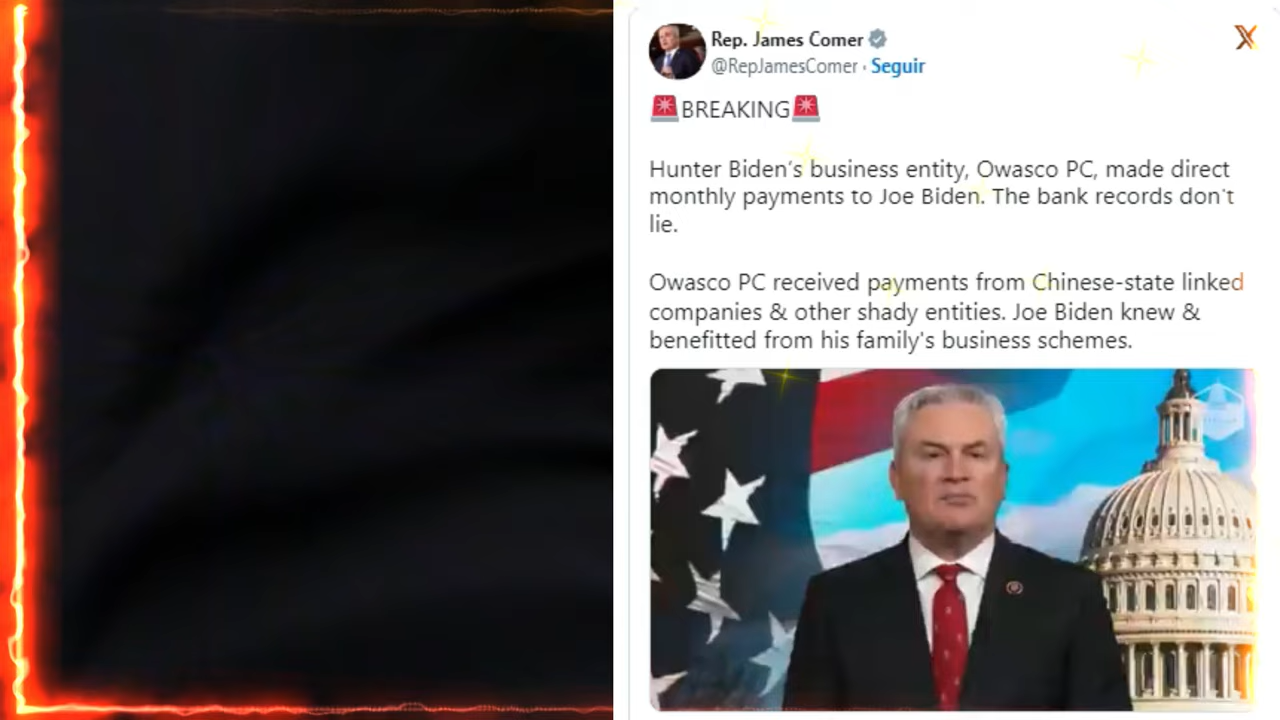 Rep. James Comer
@RepJamesComer · Seguir
🚨BREAKING🚨
Hunter Biden's business entity, Owasco PC, made direct
monthly payments to Joe Biden. The bank records don't
lie.
Owasco PC received payments from Chinese-state linked
companies & other shady entities. Joe Biden knew &
benefitted from his family's business schemes.